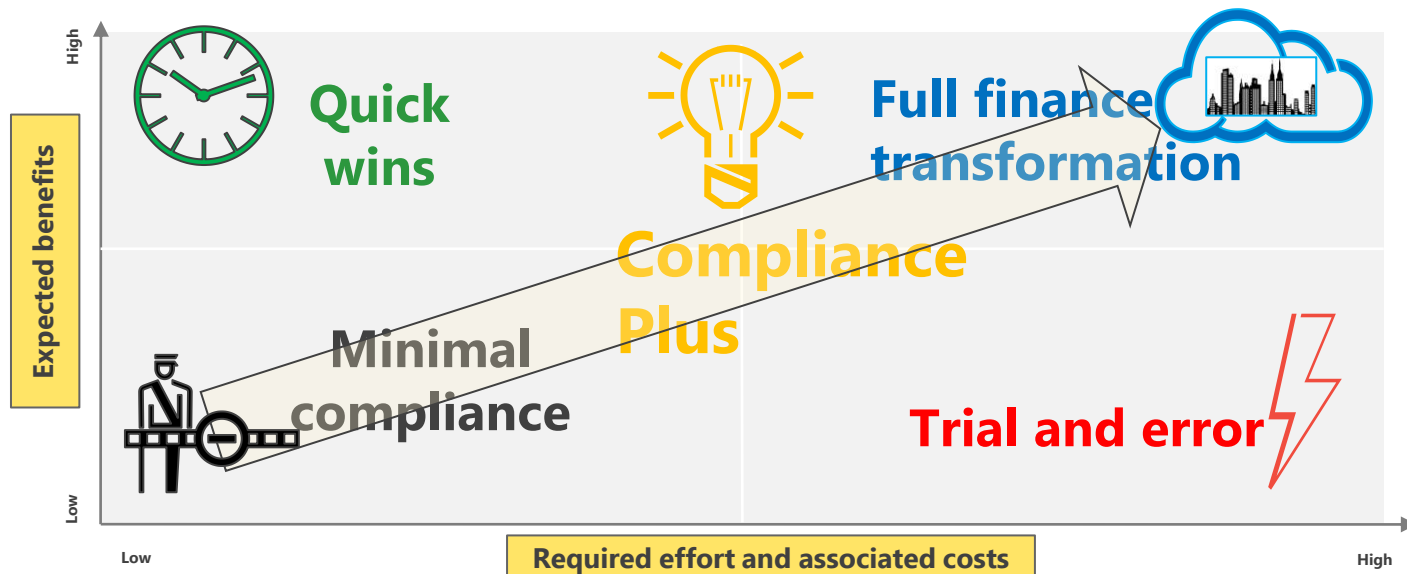 High
Quick
wins
Full finance
transformation
Expected benefits
Compliance
Plus
Minimal
compliance
Trial and error
Low
Low
Required effort and associated costs
High